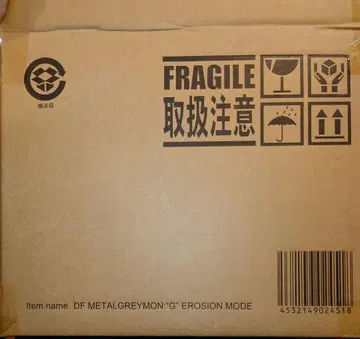 FRAGILE
取扱注意
Item name. DF METALGREYMON:"G" EROSION MODE
4532149024518